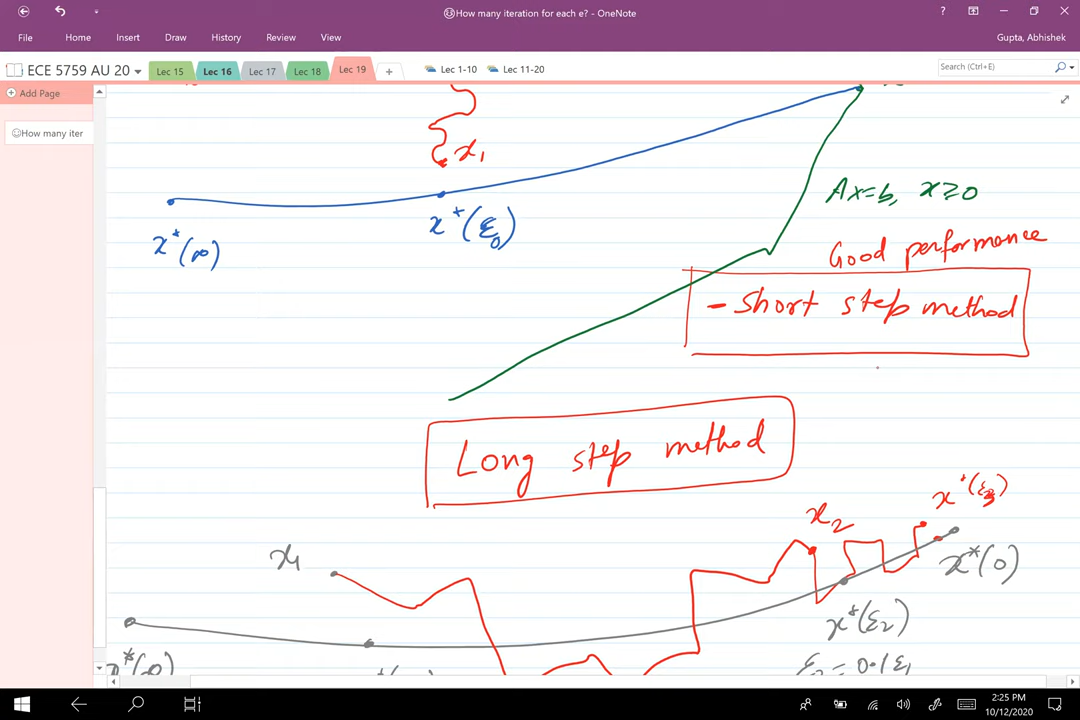 How many iteration for each e? - OneNote
File Home Insert Draw History Review View
Gupta, Abhishek
ECE 5759 AU 20
Lec 15 Lec 16 Lec 17 Lec 18 Lec 19
Lec 1-10 Lec 11-20
Search (Ctrl+E)
Add Page
How many iter
x₁
x*(∞)
x*(ε₀)
Ax=b, x≥0
Good performance
- Short step method
Long step method
x₁
x₂
x*(ε₃)
x*(0)
x*(ε₂)
x*(∞)
ε₂ = 0.1ε₁
2:25 PM
10/12/2020